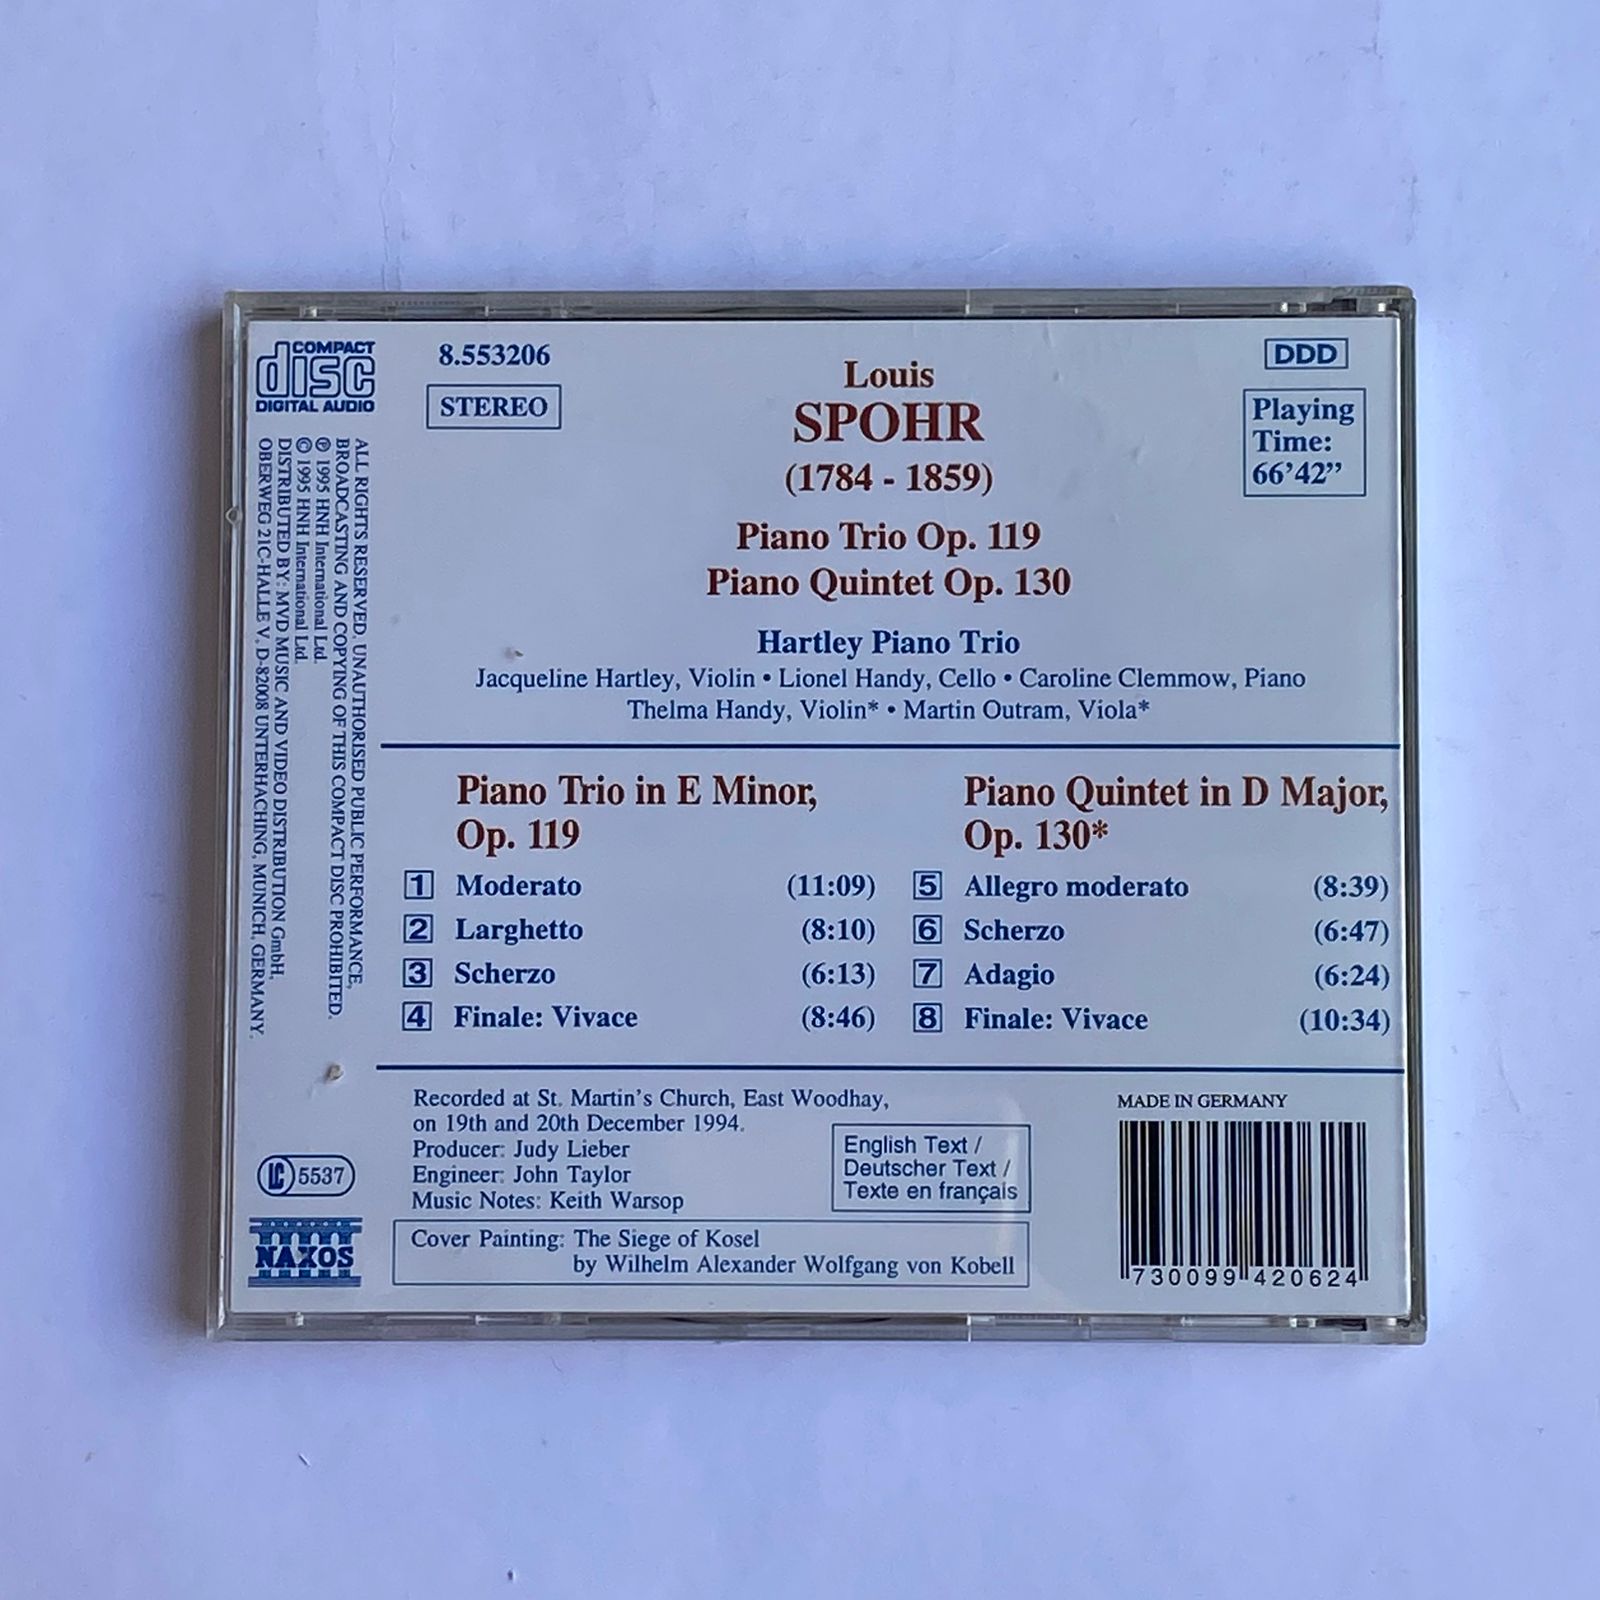 COMPACT
disc
DIGITAL AUDIO
8.553206
STEREO
DDD
Playing
Time:
66’42”
Louis
SPOHR
(1784 - 1859)
Piano Trio Op. 119
Piano Quintet Op. 130
Hartley Piano Trio
Jacqueline Hartley, Violin • Lionel Handy, Cello • Caroline Clemmow, Piano
Thelma Handy, Violin* • Martin Outram, Viola*
Piano Trio in E Minor,
Op. 119
1 Moderato (11:09)
2 Larghetto (8:10)
3 Scherzo (6:13)
4 Finale: Vivace (8:46)
Piano Quintet in D Major,
Op. 130*
5 Allegro moderato (8:39)
6 Scherzo (6:47)
7 Adagio (6:24)
8 Finale: Vivace (10:34)
ALL RIGHTS RESERVED. UNAUTHORISED PUBLIC PERFORMANCE,
BROADCASTING AND COPYING OF THIS COMPACT DISC PROHIBITED.
℗ 1995 HNH International Ltd.
© 1995 HNH International Ltd.
DISTRIBUTED BY: MVD MUSIC AND VIDEO DISTRIBUTION GmbH,
OBERWEG 21C-HALLE V, D-82008 UNTERHACHING, MUNICH, GERMANY.
Recorded at St. Martin’s Church, East Woodhay,
on 19th and 20th December 1994.
Producer: Judy Lieber
Engineer: John Taylor
Music Notes: Keith Warsop
English Text /
Deutscher Text /
Texte en français
Cover Painting: The Siege of Kosel
by Wilhelm Alexander Wolfgang von Kobell
LC 5537
NAXOS
MADE IN GERMANY
730099 420624